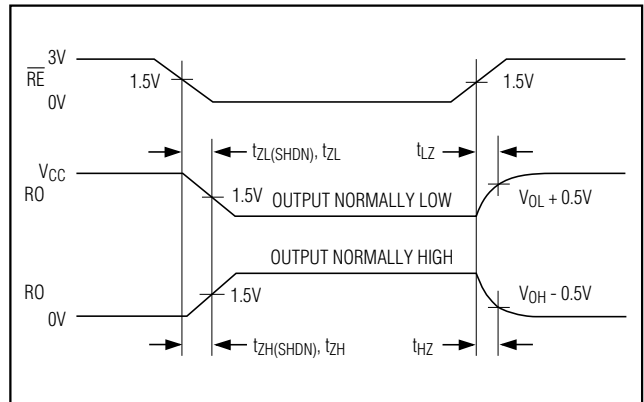 3V
RE
1.5V
1.5V
0V
tZL(SHDN), tZL
tLZ
VCC
RO
1.5V
OUTPUT NORMALLY LOW
VOL + 0.5V
OUTPUT NORMALLY HIGH
RO
1.5V
VOH - 0.5V
0V
tZH(SHDN), tZH
tHZ